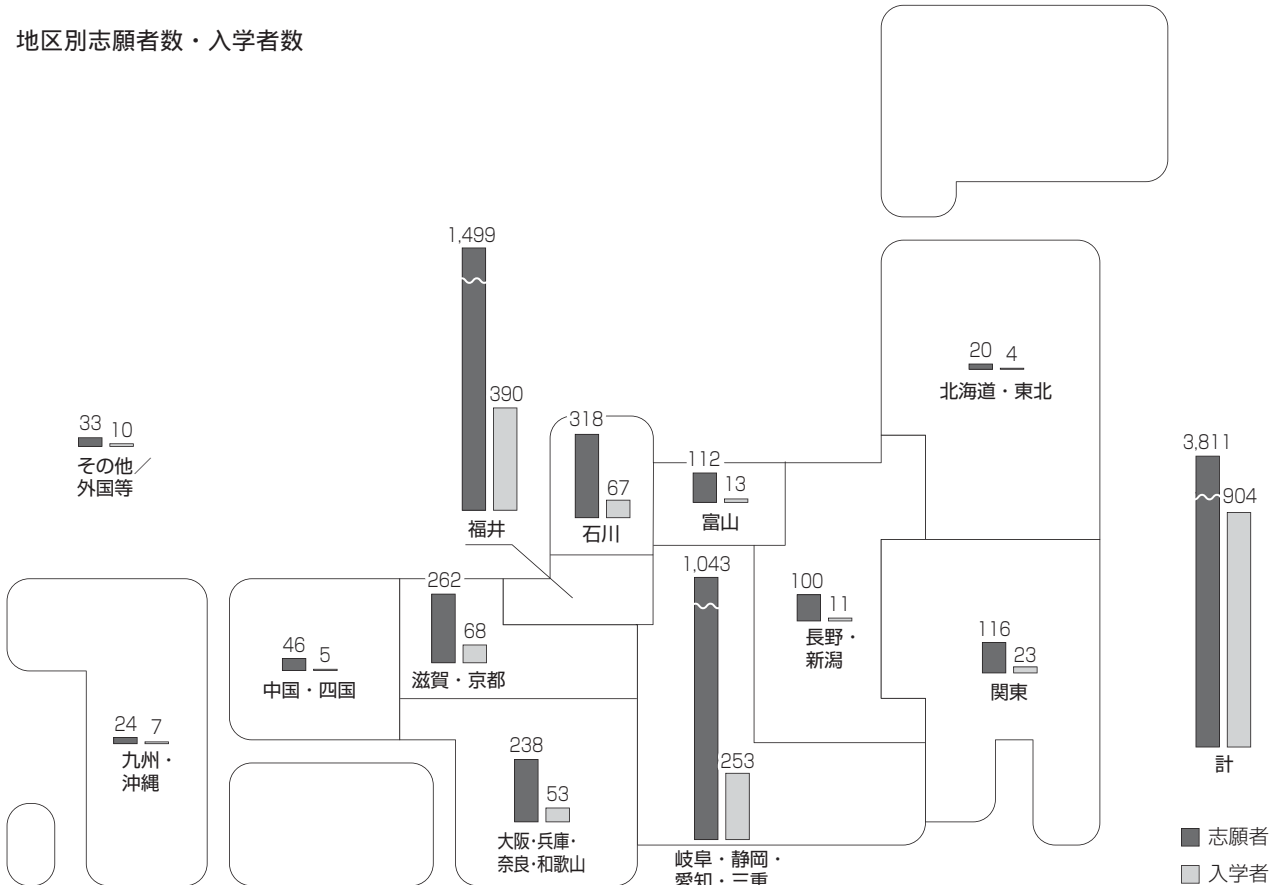 地区別志願者数・入学者数
1,499
390
福井
33
10
その他／
外国等
318
67
石川
112
13
富山
20
4
北海道・東北
3,811
904
計
262
68
滋賀・京都
1,043
253
岐阜・静岡・
愛知・三重
100
11
長野・
新潟
116
23
関東
46
5
中国・四国
24
7
九州・
沖縄
238
53
大阪・兵庫・
奈良・和歌山
志願者
入学者